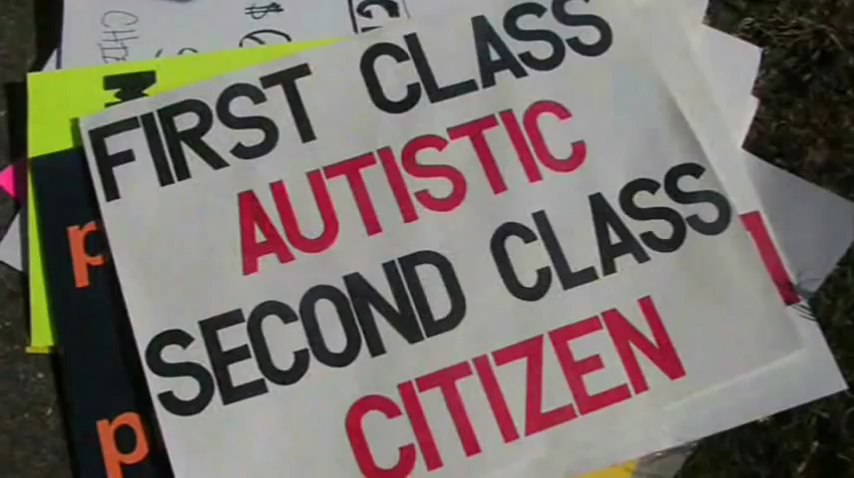 FIRST CLASS
AUTISTIC
SECOND CLASS
CITIZEN
p
p